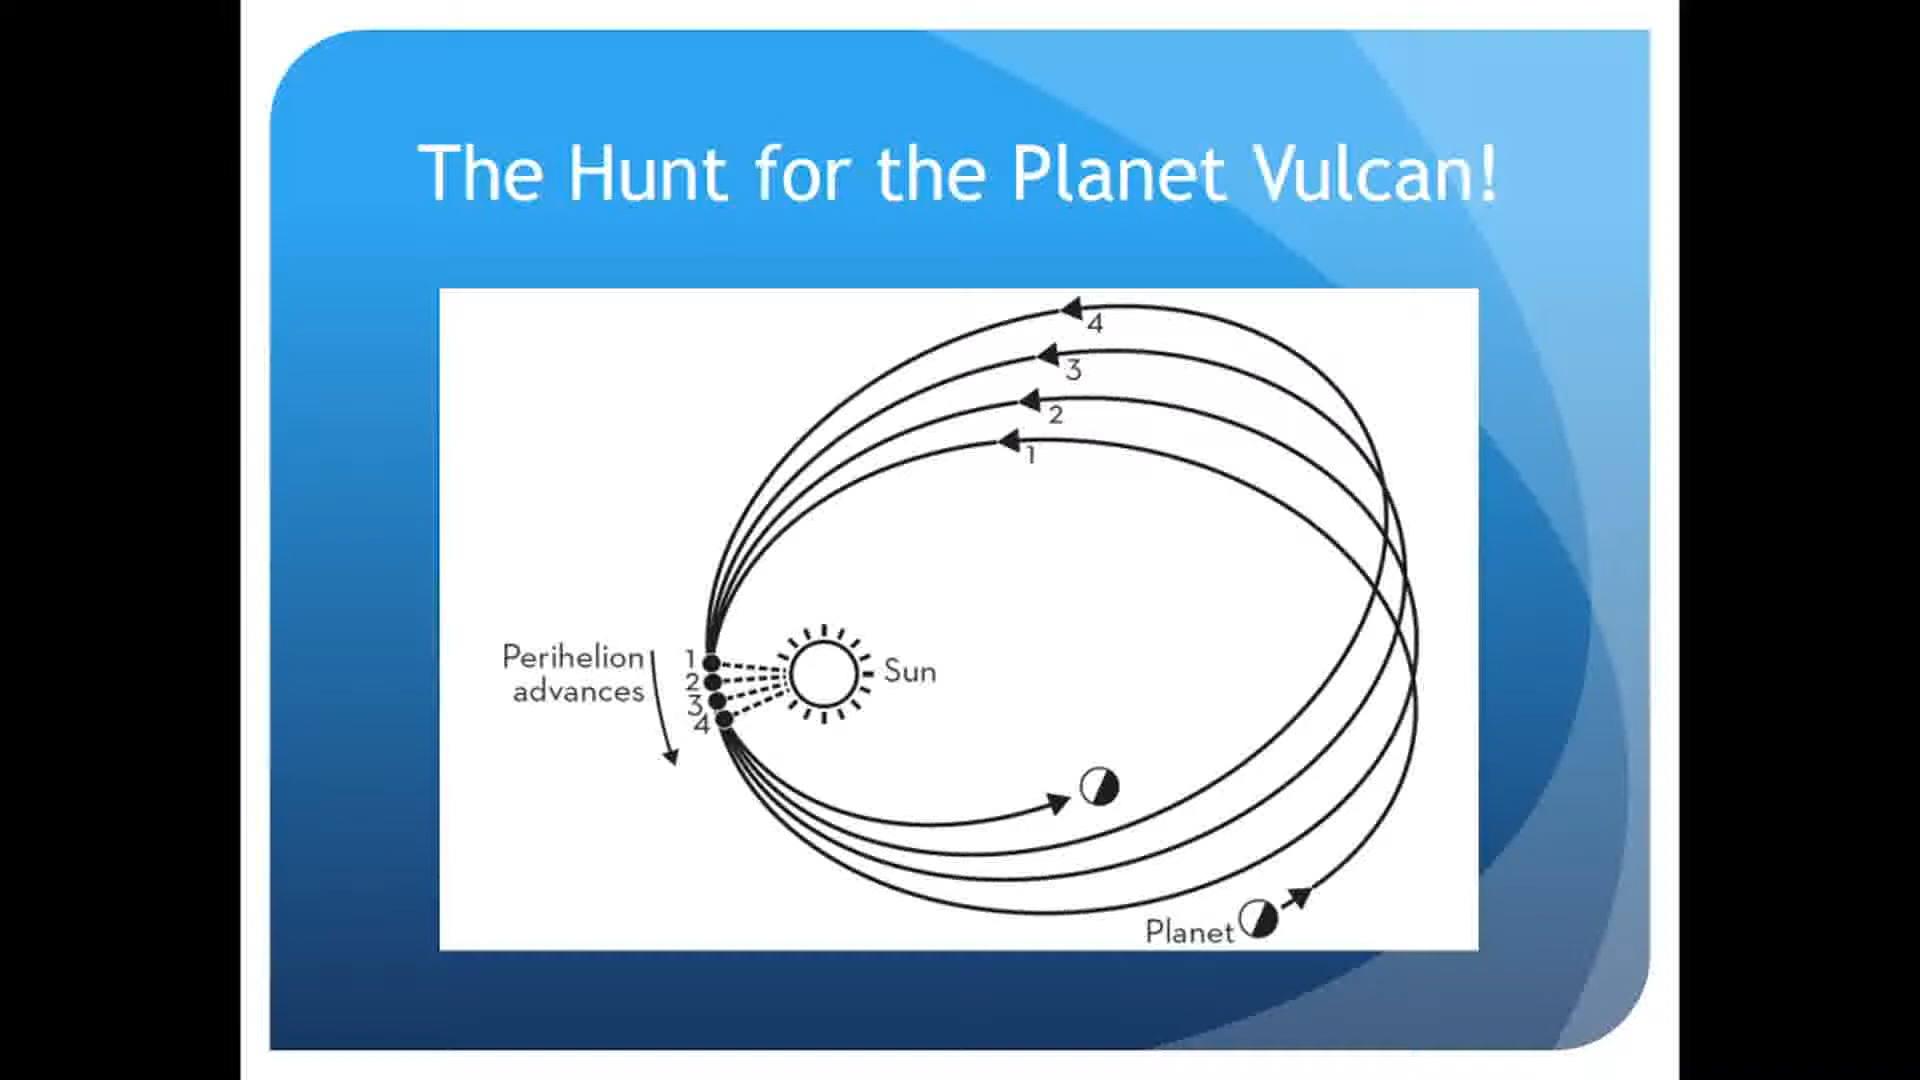 The Hunt for the Planet Vulcan!
4
3
2
1
Perihelion
advances
1
2
3
4
Sun
Planet